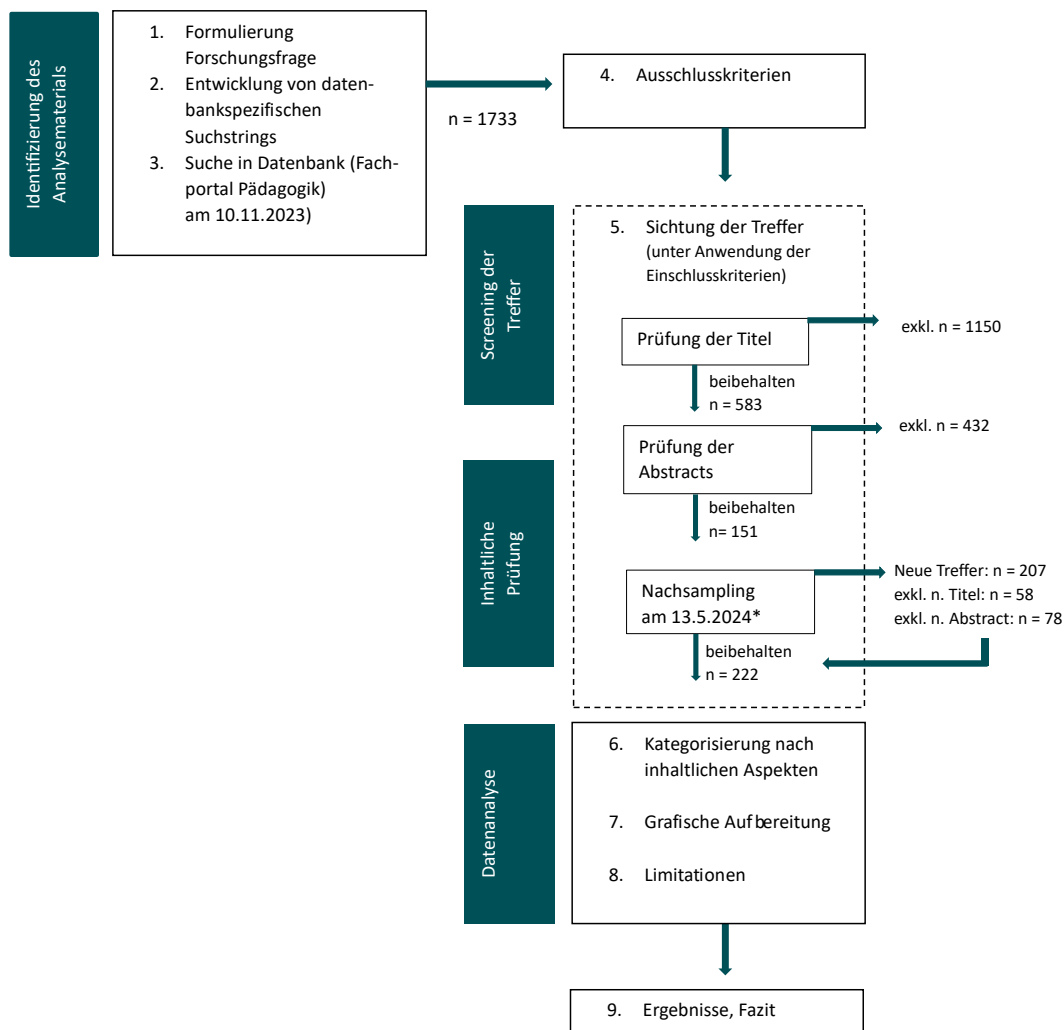 Identifizierung des
Analysematerials
1. Formulierung
Forschungsfrage
2. Entwicklung von daten-
bankspezifischen
Suchstrings
3. Suche in Datenbank (Fach-
portal Pädagogik)
am 10.11.2023)
n = 1733
4. Ausschlusskriterien
Screening der
Treffer
5. Sichtung der Treffer
(unter Anwendung der
Einschlusskriterien)
Prüfung der Titel
exkl. n = 1150
beibehalten
n = 583
Prüfung der
Abstracts
exkl. n = 432
Inhaltliche
Prüfung
beibehalten
n= 151
Nachsampling
am 13.5.2024*
Neue Treffer: n = 207
exkl. n. Titel: n = 58
exkl. n. Abstract: n = 78
beibehalten
n = 222
Datenanalyse
6. Kategorisierung nach
inhaltlichen Aspekten
7. Grafische Aufbereitung
8. Limitationen
9. Ergebnisse, Fazit